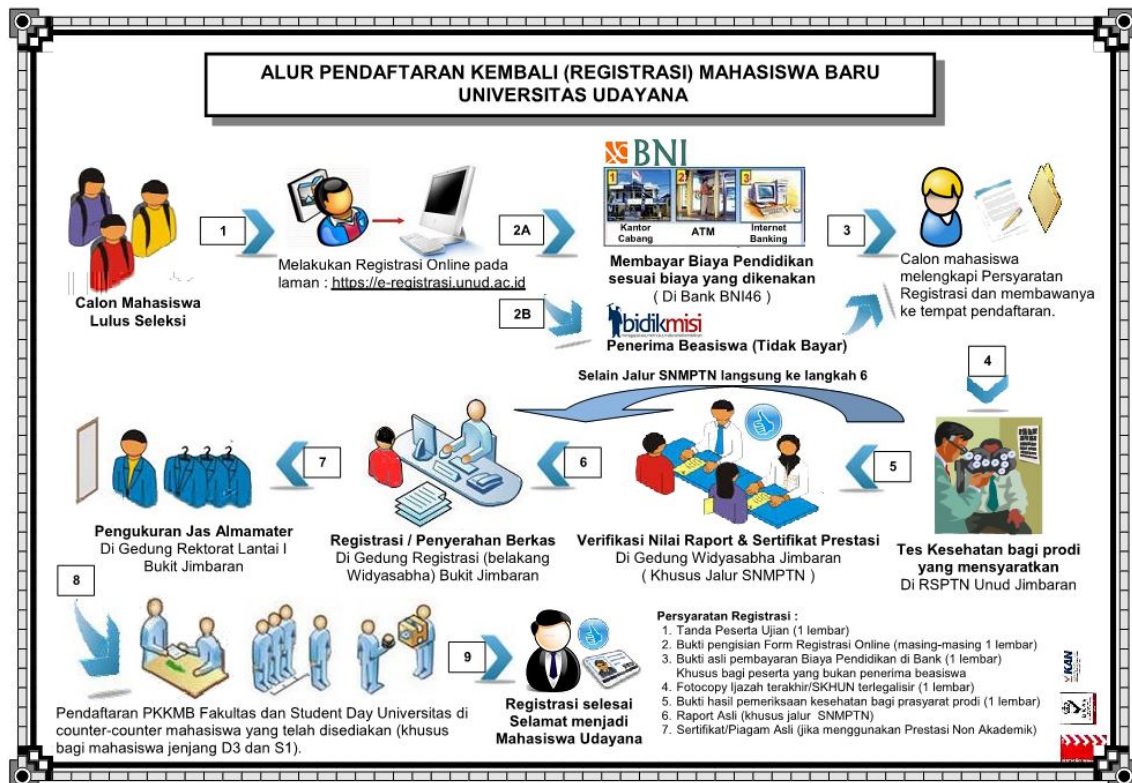 ALUR PENDAFTARAN KEMBALI (REGISTRASI) MAHASISWA BARU
UNIVERSITAS UDAYANA
Calon Mahasiswa
Lulus Seleksi
1
Melakukan Registrasi Online pada
laman : https://e-registrasi.unud.ac.id
2A
2B
BNI
1
2
3
Kantor
Cabang
ATM
Internet
Banking
Membayar Biaya Pendidikan
sesuai biaya yang dikenakan
( Di Bank BNI46 )
bidikmisi
Penerima Beasiswa (Tidak Bayar)
3
Calon mahasiswa
melengkapi Persyaratan
Registrasi dan membawanya
ke tempat pendaftaran.
4
Selain Jalur SNMPTN langsung ke langkah 6
Tes Kesehatan bagi prodi
yang mensyaratkan
Di RSPTN Unud Jimbaran
5
Verifikasi Nilai Raport & Sertifikat Prestasi
Di Gedung Widyasabha Jimbaran
( Khusus Jalur SNMPTN )
6
Registrasi / Penyerahan Berkas
Di Gedung Registrasi (belakang
Widyasabha) Bukit Jimbaran
7
Pengukuran Jas Almamater
Di Gedung Rektorat Lantai I
Bukit Jimbaran
8
Pendaftaran PKKMB Fakultas dan Student Day Universitas di
counter-counter mahasiswa yang telah disediakan (khusus
bagi mahasiswa jenjang D3 dan S1).
9
Registrasi selesai
Selamat menjadi
Mahasiswa Udayana
Persyaratan Registrasi :
1. Tanda Peserta Ujian (1 lembar)
2. Bukti pengisian Form Registrasi Online (masing-masing 1 lembar)
3. Bukti asli pembayaran Biaya Pendidikan di Bank (1 lembar)
Khusus bagi peserta yang bukan penerima beasiswa
4. Fotocopy Ijazah terakhir/SKHUN terlegalisir (1 lembar)
5. Bukti hasil pemeriksaan kesehatan bagi prasyarat prodi (1 lembar)
6. Raport Asli (khusus jalur SNMPTN)
7. Sertifikat/Piagam Asli (jika menggunakan Prestasi Non Akademik)
KAN